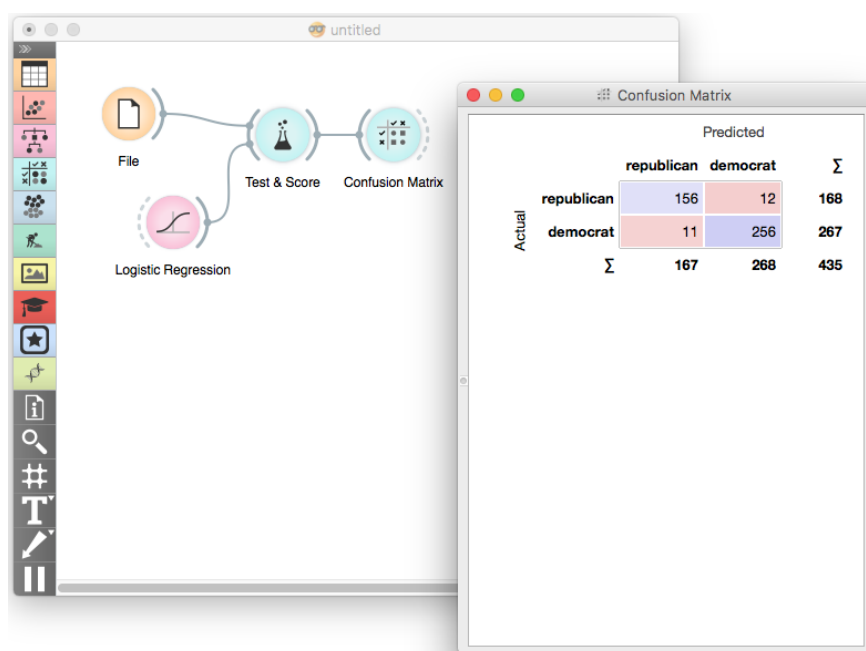 untitled
File
Test & Score
Confusion Matrix
Logistic Regression
Confusion Matrix
Predicted
republican democrat Σ
Actual
republican 156 12 168
democrat 11 256 267
Σ 167 268 435